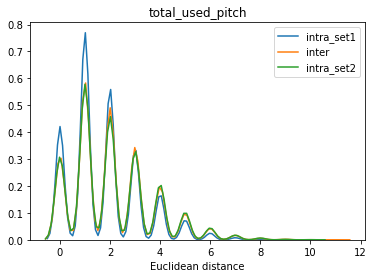 total_used_pitch
0.8
0.7
0.6
0.5
0.4
0.3
0.2
0.1
0.0
intra_set1
inter
intra_set2
0 2 4 6 8 10 12
Euclidean distance